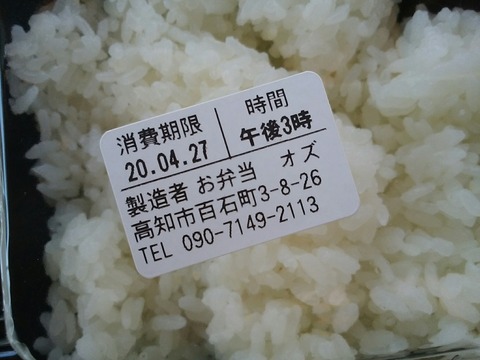 消費期限 時間
20.04.27 午後3時
製造者 お弁当 オズ
高知市百石町3-8-26
TEL 090-7149-2113